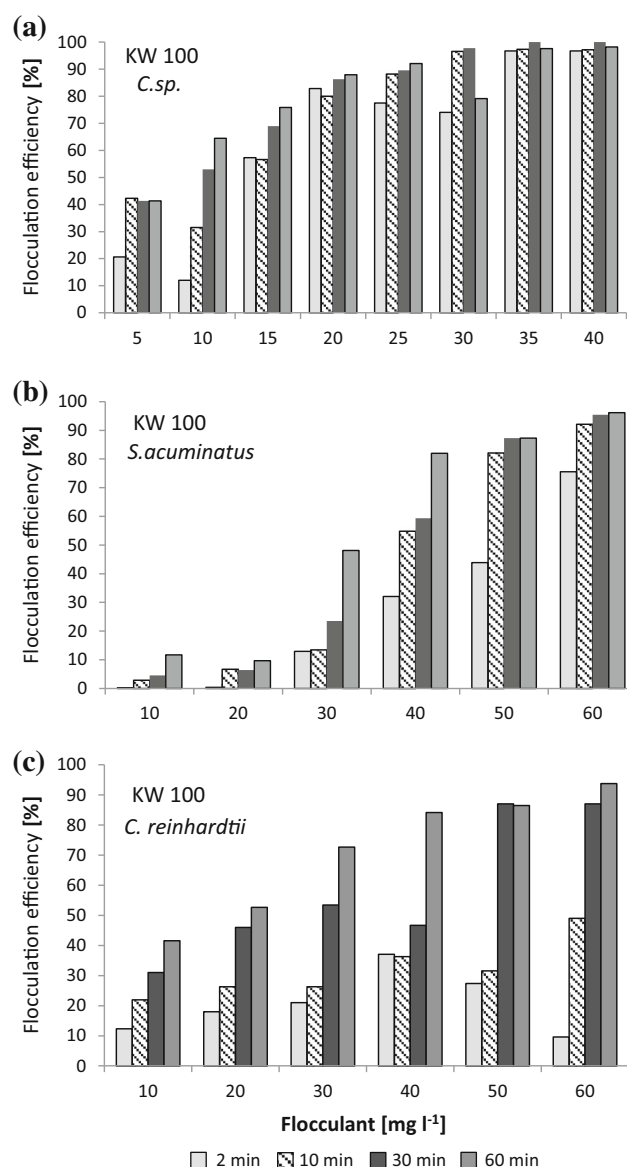 (a)
KW 100
C.sp.
Flocculation efficiency [%]
100
90
80
70
60
50
40
30
20
10
0
5 10 15 20 25 30 35 40
(b)
KW 100
S.acuminatus
Flocculation efficiency [%]
100
90
80
70
60
50
40
30
20
10
0
10 20 30 40 50 60
(c)
KW 100
C. reinhardtii
Flocculation efficiency [%]
100
90
80
70
60
50
40
30
20
10
0
10 20 30 40 50 60
Flocculant [mg l⁻¹]
2 min 10 min 30 min 60 min